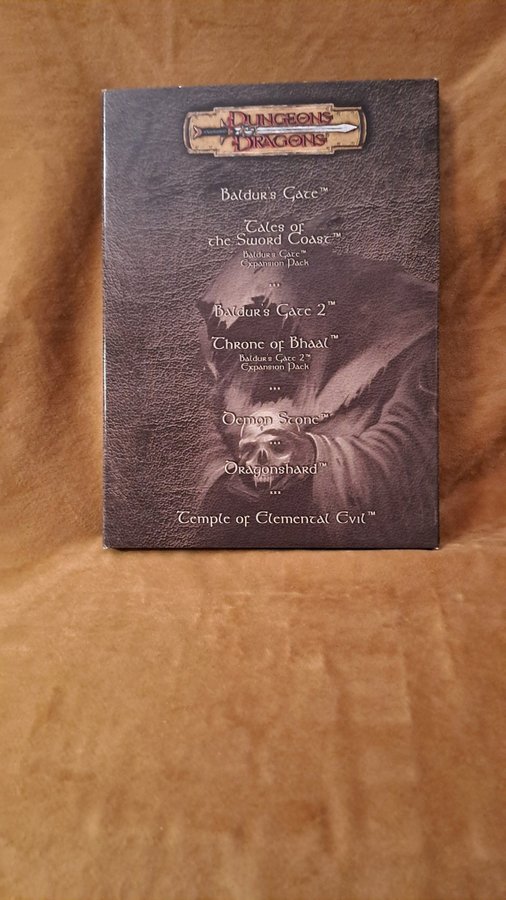 DUNGEONS
DRAGONS
Baldur's Gate™
Tales of
the Sword Coast™
Baldur's Gate™
Expansion Pack
...
Baldur's Gate 2™
Throne of Bhaal™
Baldur's Gate 2™
Expansion Pack
...
Demon Stone™
...
Dragonshard™
...
Temple of Elemental Evil™